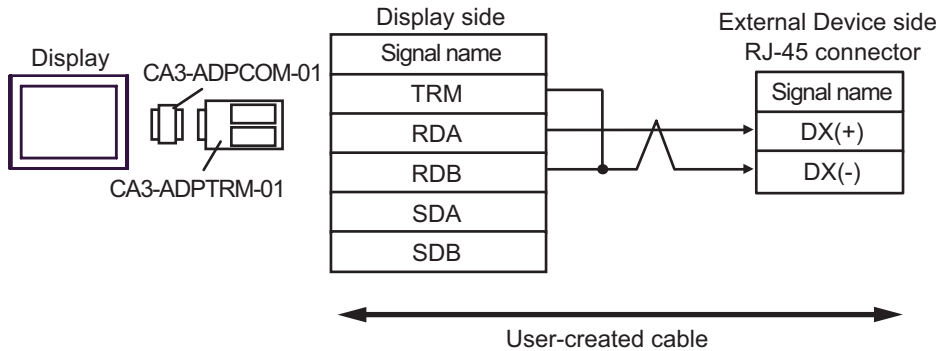 Display
CA3-ADPCOM-01
CA3-ADPTRM-01
Display side
Signal name
TRM
RDA
RDB
SDA
SDB
External Device side
RJ-45 connector
Signal name
DX(+)
DX(-)
User-created cable